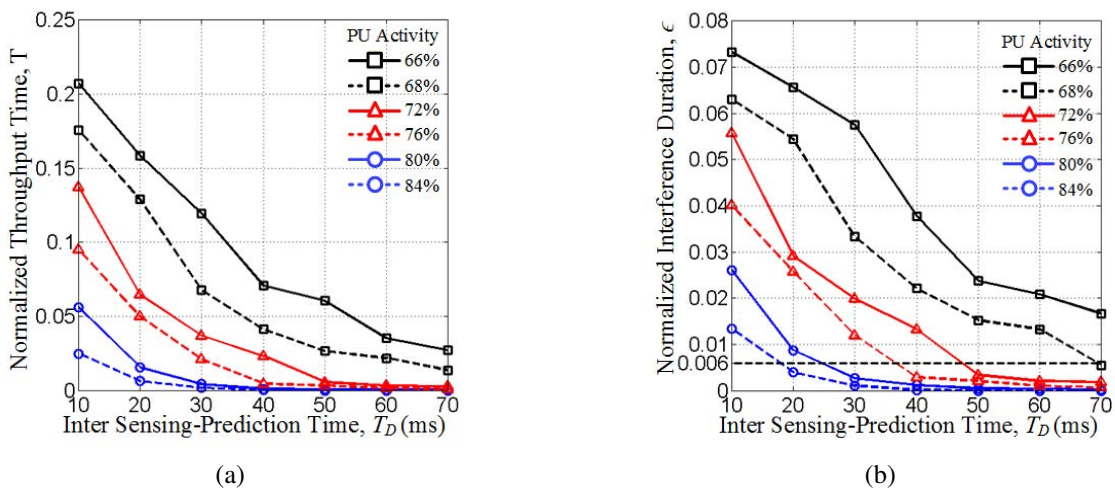 0.25
0.2
0.15
0.1
0.05
0
Normalized Throughput Time, T
PU Activity
66%
68%
72%
76%
80%
84%
10 20 30 40 50 60 70
Inter Sensing-Prediction Time, T_D (ms)
(a)
0.08
0.07
0.06
0.05
0.04
0.03
0.02
0.01
0.006
0
Normalized Interference Duration, ϵ
PU Activity
66%
68%
72%
76%
80%
84%
10 20 30 40 50 60 70
Inter Sensing-Prediction Time, T_D (ms)
(b)